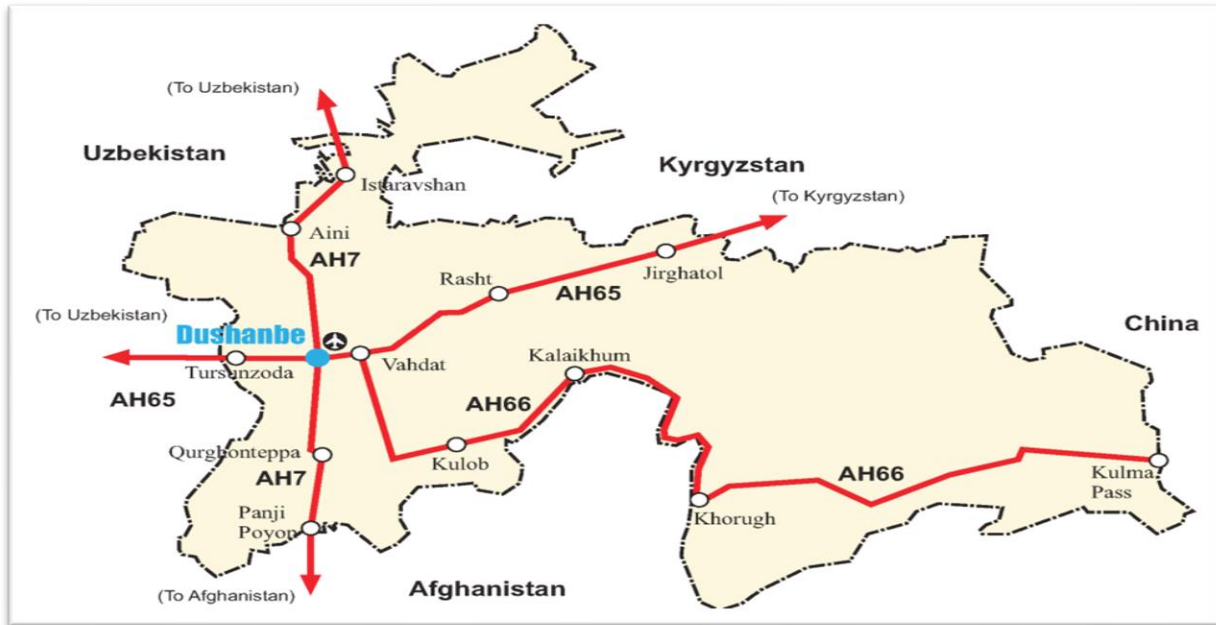 (To Uzbekistan)
Uzbekistan
Kyrgyzstan
Istaravshan
(To Kyrgyzstan)
Aini
AH7
Jirghatol
Rasht
AH65
(To Uzbekistan)
Dushanbe
China
Vahdat
Kalaikhum
Tursunzoda
AH65
AH66
Qurghonteppa
Kulob
AH7
AH66
Kulma
Pass
Panji
Poyon
Khorugh
Afghanistan
(To Afghanistan)